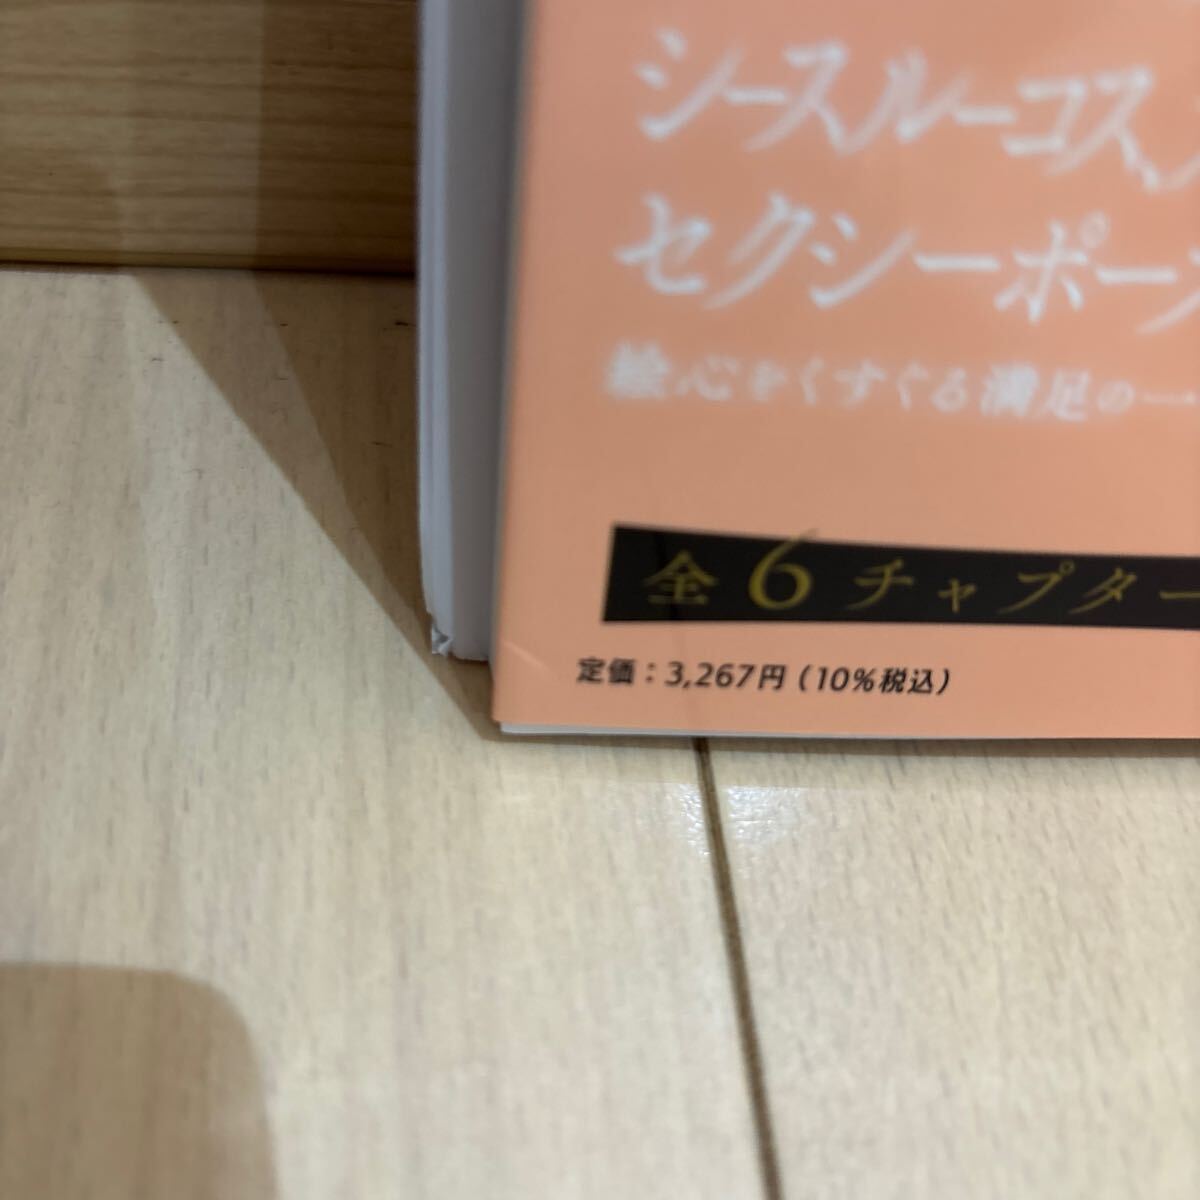 シースルーコス
セクシーポー
絵心をくすぐる満足の一
全6チャプター
定価：3,267円（10%税込）